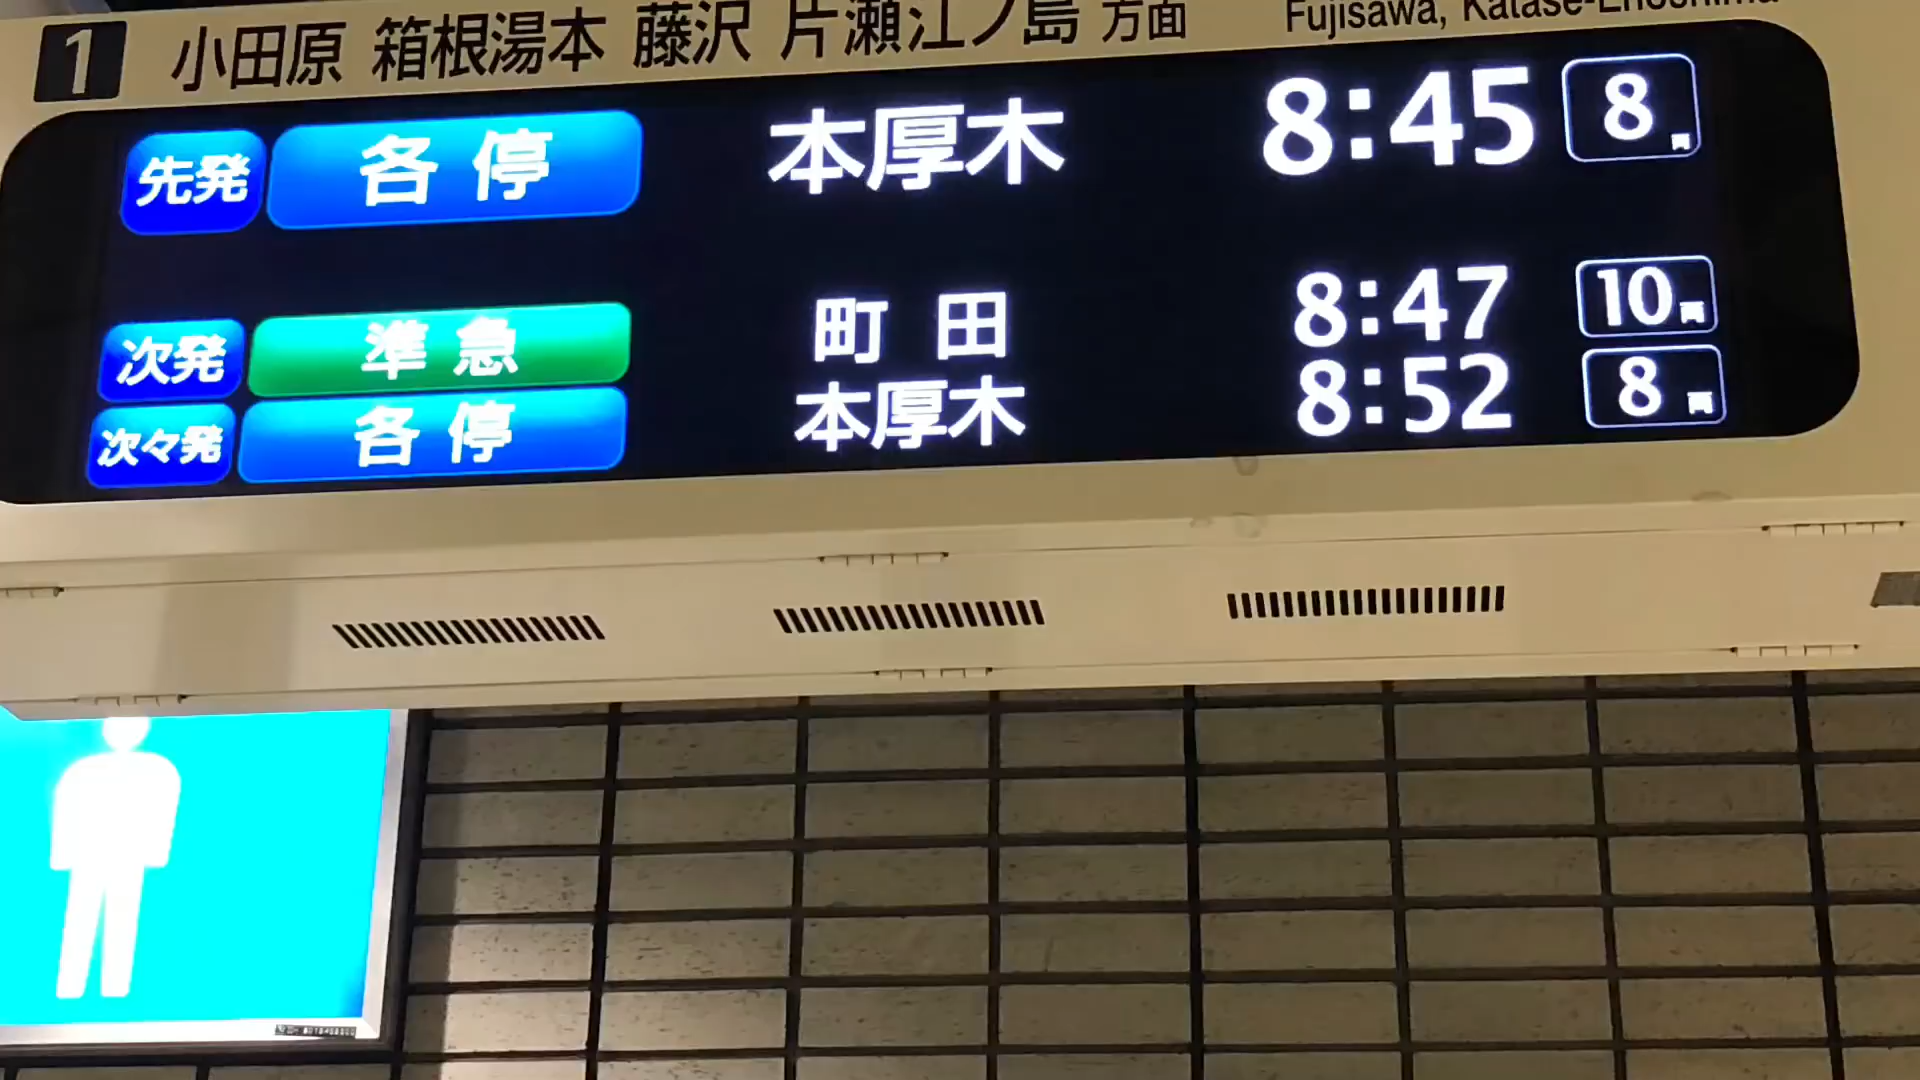 1 小田原 箱根湯本 藤沢 片瀬江ノ島 方面 Fujisawa, Katase-Enoshima
先発 各停 本厚木 8:45 8両
次発 準急 町田 8:47 10両
次々発 各停 本厚木 8:52 8両